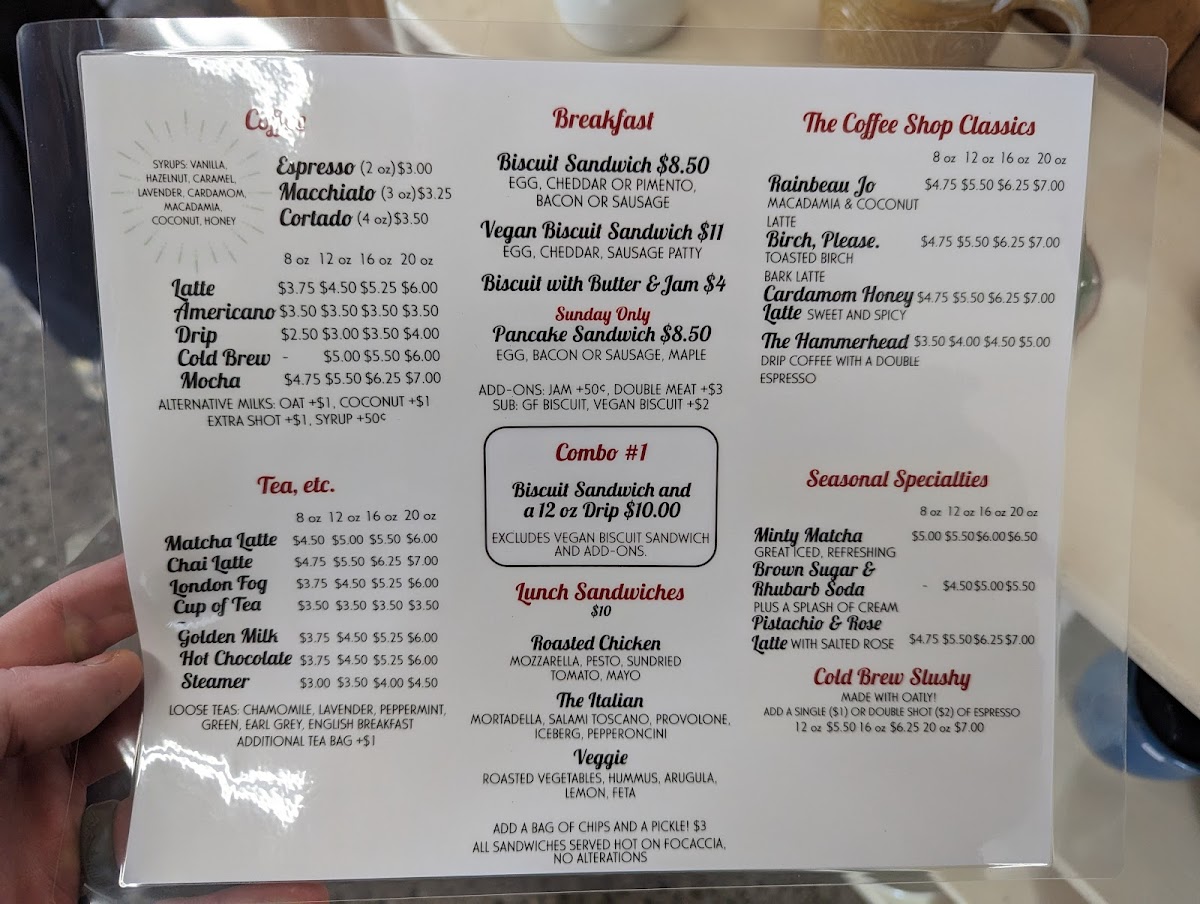 Coffee
SYRUPS: VANILLA,
HAZELNUT, CARAMEL,
LAVENDER, CARDAMOM,
MACADAMIA,
COCONUT, HONEY
Espresso (2 oz) $3.00
Macchiato (3 oz) $3.25
Cortado (4 oz) $3.50
8 oz 12 oz 16 oz 20 oz
Latte $3.75 $4.50 $5.25 $6.00
Americano $3.50 $3.50 $3.50 $3.50
Drip $2.50 $3.00 $3.50 $4.00
Cold Brew - $5.00 $5.50 $6.00
Mocha $4.75 $5.50 $6.25 $7.00
ALTERNATIVE MILKS: OAT +$1, COCONUT +$1
EXTRA SHOT +$1, SYRUP +50¢
Tea, etc.
8 oz 12 oz 16 oz 20 oz
Matcha Latte $4.50 $5.00 $5.50 $6.00
Chai Latte $4.75 $5.50 $6.25 $7.00
London Fog $3.75 $4.50 $5.25 $6.00
Cup of Tea $3.50 $3.50 $3.50 $3.50
Golden Milk $3.75 $4.50 $5.25 $6.00
Hot Chocolate $3.75 $4.50 $5.25 $6.00
Steamer $3.00 $3.50 $4.00 $4.50
LOOSE TEAS: CHAMOMILE, LAVENDER, PEPPERMINT,
GREEN, EARL GREY, ENGLISH BREAKFAST
ADDITIONAL TEA BAG +$1
Breakfast
Biscuit Sandwich $8.50
EGG, CHEDDAR OR PIMENTO,
BACON OR SAUSAGE
Vegan Biscuit Sandwich $11
EGG, CHEDDAR, SAUSAGE PATTY
Biscuit with Butter & Jam $4
Sunday Only
Pancake Sandwich $8.50
EGG, BACON OR SAUSAGE, MAPLE
ADD-ONS: JAM +50¢, DOUBLE MEAT +$3
SUB: GF BISCUIT, VEGAN BISCUIT +$2
Combo #1
Biscuit Sandwich and
a 12 oz Drip $10.00
EXCLUDES VEGAN BISCUIT SANDWICH
AND ADD-ONS.
Lunch Sandwiches
$10
Roasted Chicken
MOZZARELLA, PESTO, SUNDRIED
TOMATO, MAYO
The Italian
MORTADELLA, SALAMI TOSCANO, PROVOLONE,
ICEBERG, PEPPERONCINI
Veggie
ROASTED VEGETABLES, HUMMUS, ARUGULA,
LEMON, FETA
ADD A BAG OF CHIPS AND A PICKLE! $3
ALL SANDWICHES SERVED HOT ON FOCACCIA,
NO ALTERATIONS
The Coffee Shop Classics
8 oz 12 oz 16 oz 20 oz
Rainbeau Jo $4.75 $5.50 $6.25 $7.00
MACADAMIA & COCONUT
LATTE
Birch, Please. $4.75 $5.50 $6.25 $7.00
TOASTED BIRCH
BARK LATTE
Cardamom Honey $4.75 $5.50 $6.25 $7.00
Latte SWEET AND SPICY
The Hammerhead $3.50 $4.00 $4.50 $5.00
DRIP COFFEE WITH A DOUBLE
ESPRESSO
Seasonal Specialties
8 oz 12 oz 16 oz 20 oz
Minty Matcha $5.00 $5.50 $6.00 $6.50
GREAT ICED, REFRESHING
Brown Sugar &
Rhubarb Soda - $4.50 $5.00 $5.50
PLUS A SPLASH OF CREAM
Pistachio & Rose
Latte WITH SALTED ROSE $4.75 $5.50 $6.25 $7.00
Cold Brew Slushy
MADE WITH OATLY!
ADD A SINGLE ($1) OR DOUBLE SHOT ($2) OF ESPRESSO
12 oz $5.50 16 oz $6.25 20 oz $7.00